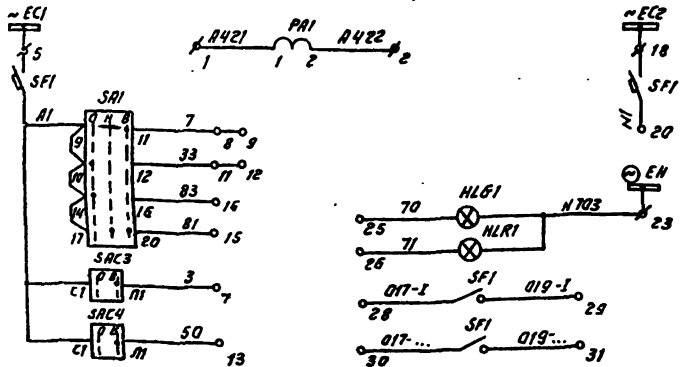 ~EC1
5
SF1
A1
SA1
O H B
9
10
14
17
11
12
16
20
7
8
9
33
11
12
83
16
81
15
SAC3
C1
Л1
3
7
SAC4
C1
Л1
50
13
A421
PA1
A422
1
1
2
2
~EC2
18
SF1
N1
20
~
EH
HLG1
25
70
N703
23
HLR1
26
71
017-I
SF1
019-I
28
29
017-...
SF1
019-...
30
31